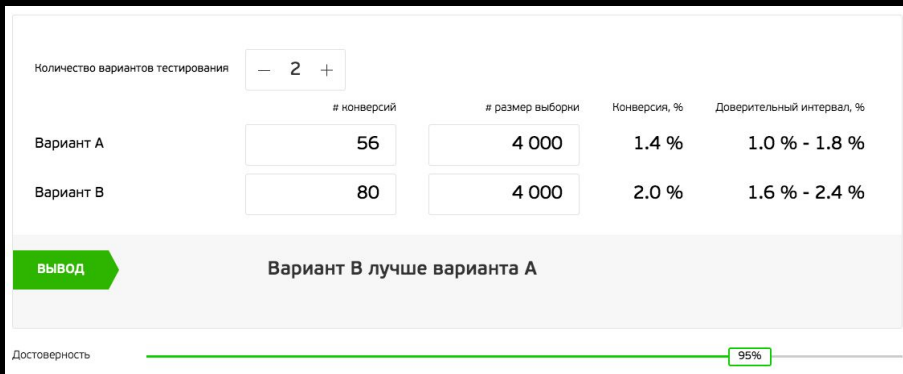 Количество вариантов тестирования − 2 +
# конверсий # размер выборки Конверсия, % Доверительный интервал, %
Вариант A 56 4 000 1.4 % 1.0 % - 1.8 %
Вариант B 80 4 000 2.0 % 1.6 % - 2.4 %
ВЫВОД Вариант B лучше варианта A
Достоверность 95%